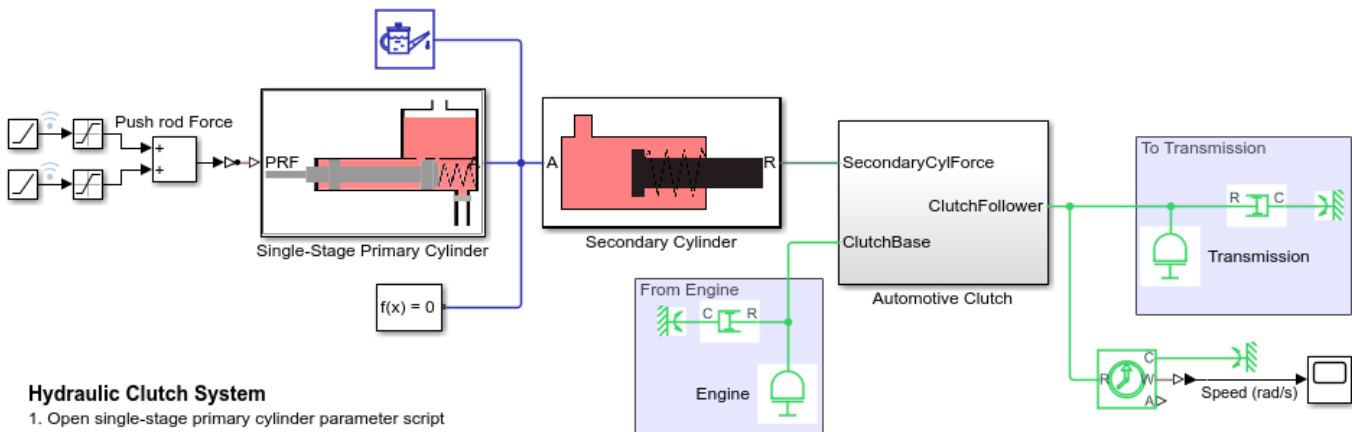 Push rod Force
+
+
PRF
A
Single-Stage Primary Cylinder
f(x) = 0
A
R
Secondary Cylinder
SecondaryCylForce
ClutchFollower
ClutchBase
Automotive Clutch
From Engine
C
R
Engine
To Transmission
R
C
Transmission
R
C
W
A
Speed (rad/s)
Hydraulic Clutch System
1. Open single-stage primary cylinder parameter script